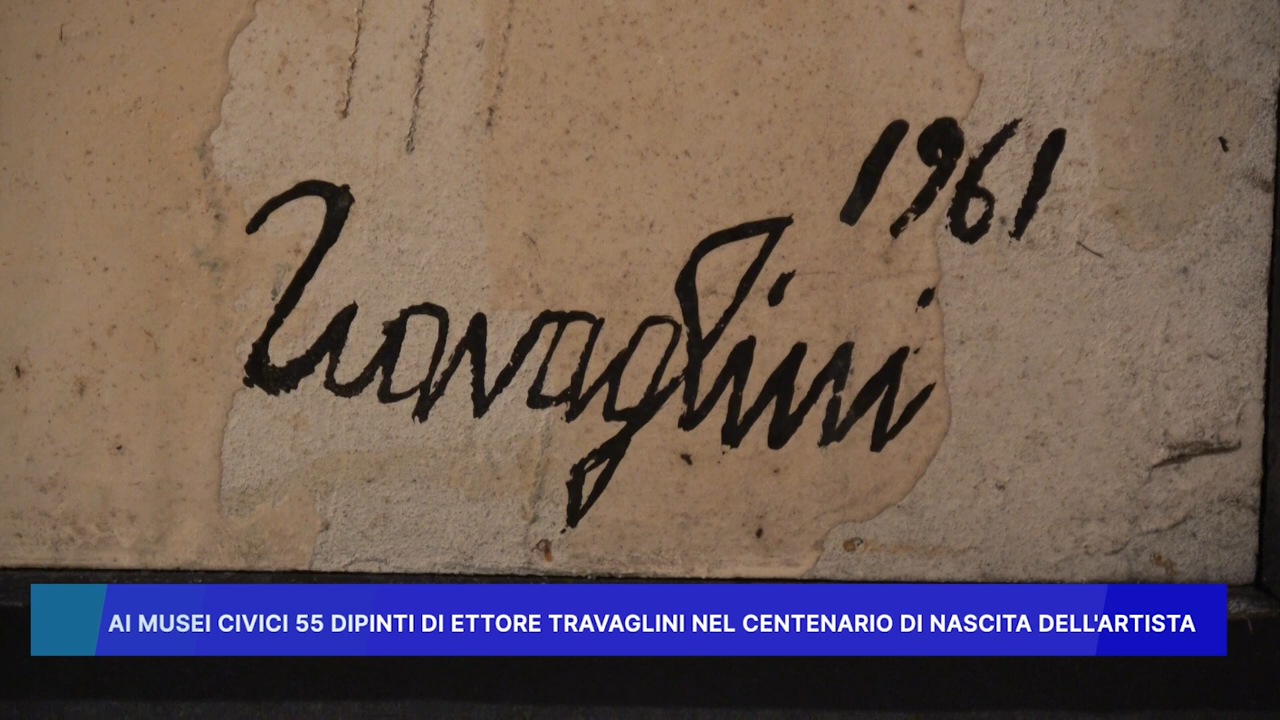 1961
Travaglini
AI MUSEI CIVICI 55 DIPINTI DI ETTORE TRAVAGLINI NEL CENTENARIO DI NASCITA DELL'ARTISTA